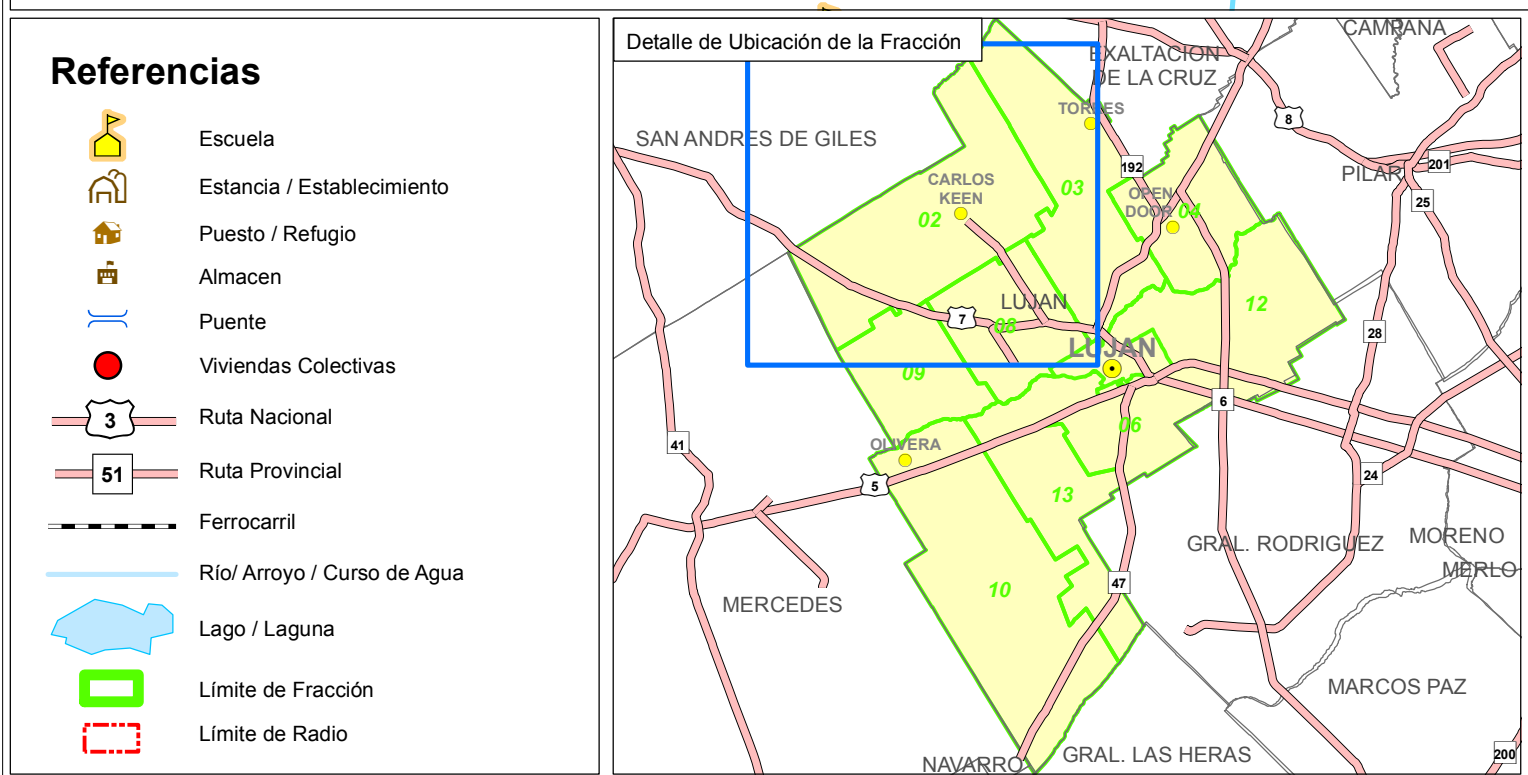 Referencias
Escuela
Estancia / Establecimiento
Puesto / Refugio
Almacen
Puente
Viviendas Colectivas
3
Ruta Nacional
51
Ruta Provincial
Ferrocarril
Río/ Arroyo / Curso de Agua
Lago / Laguna
Límite de Fracción
Límite de Radio
Detalle de Ubicación de la Fracción
CAMPANA
EXALTACION
DE LA CRUZ
TORRES
8
SAN ANDRES DE GILES
192
201
PILAR
CARLOS
KEEN
03
OPEN
DOOR
04
25
02
LUJAN
12
7
08
28
LUJAN
09
6
06
41
OLIVERA
24
5
13
GRAL. RODRIGUEZ
MORENO
MERLO
10
47
MERCEDES
MARCOS PAZ
GRAL. LAS HERAS
NAVARRO
200